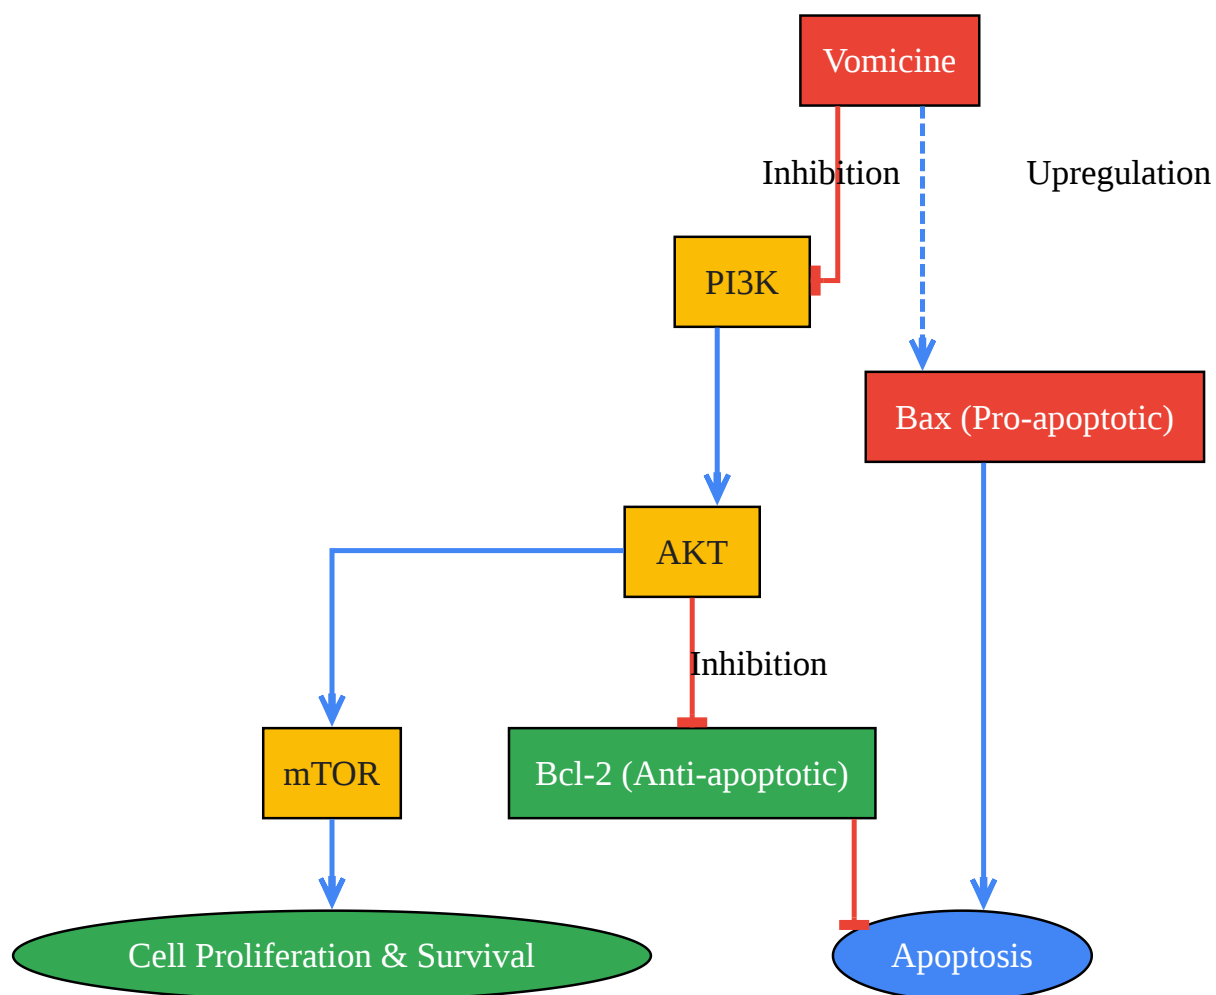 Vomicine
Inhibition
Upregulation
PI3K
Bax (Pro-apoptotic)
AKT
Inhibition
mTOR
Bcl-2 (Anti-apoptotic)
Cell Proliferation & Survival
Apoptosis